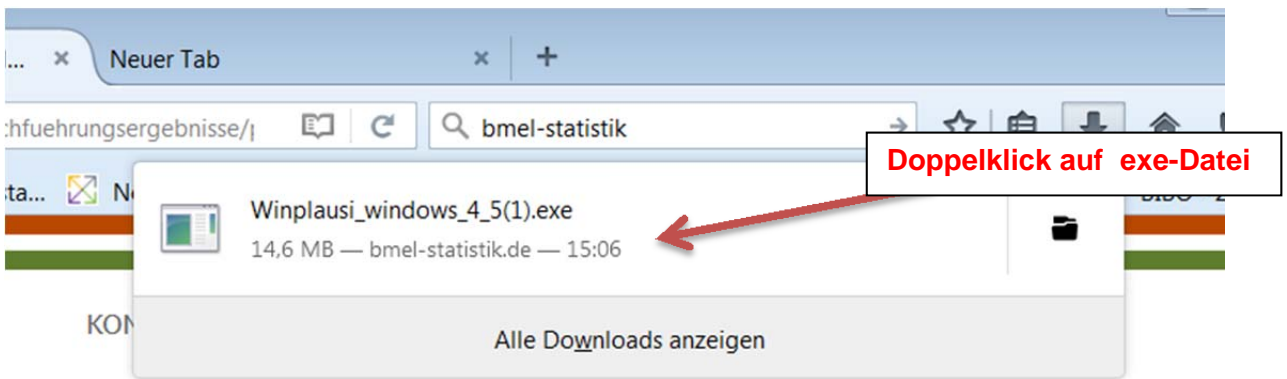 ... Neuer Tab
chfuehrungsergebnisse/ bmel-statistik
Doppelklick auf exe-Datei
ta...
Winplausi_windows_4_5(1).exe
14,6 MB — bmel-statistik.de — 15:06
KON
Alle Downloads anzeigen